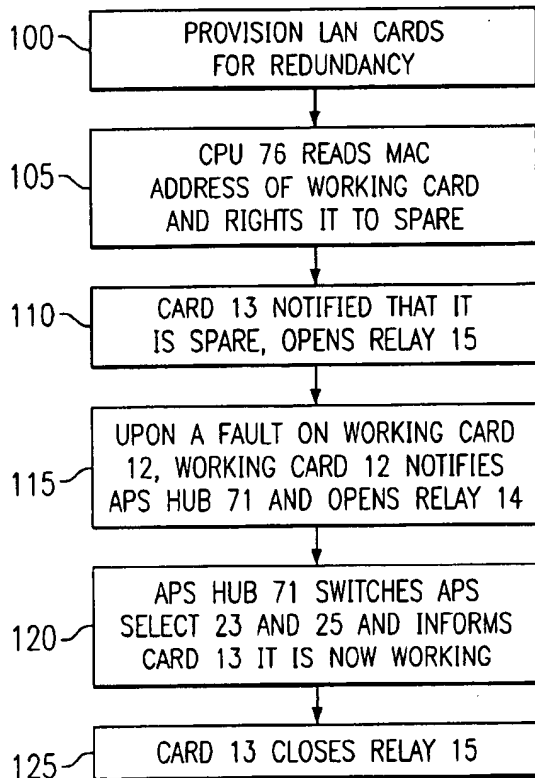 100
PROVISION LAN CARDS
FOR REDUNDANCY
105
CPU 76 READS MAC
ADDRESS OF WORKING CARD
AND RIGHTS IT TO SPARE
110
CARD 13 NOTIFIED THAT IT
IS SPARE, OPENS RELAY 15
115
UPON A FAULT ON WORKING CARD
12, WORKING CARD 12 NOTIFIES
APS HUB 71 AND OPENS RELAY 14
120
APS HUB 71 SWITCHES APS
SELECT 23 AND 25 AND INFORMS
CARD 13 IT IS NOW WORKING
125
CARD 13 CLOSES RELAY 15